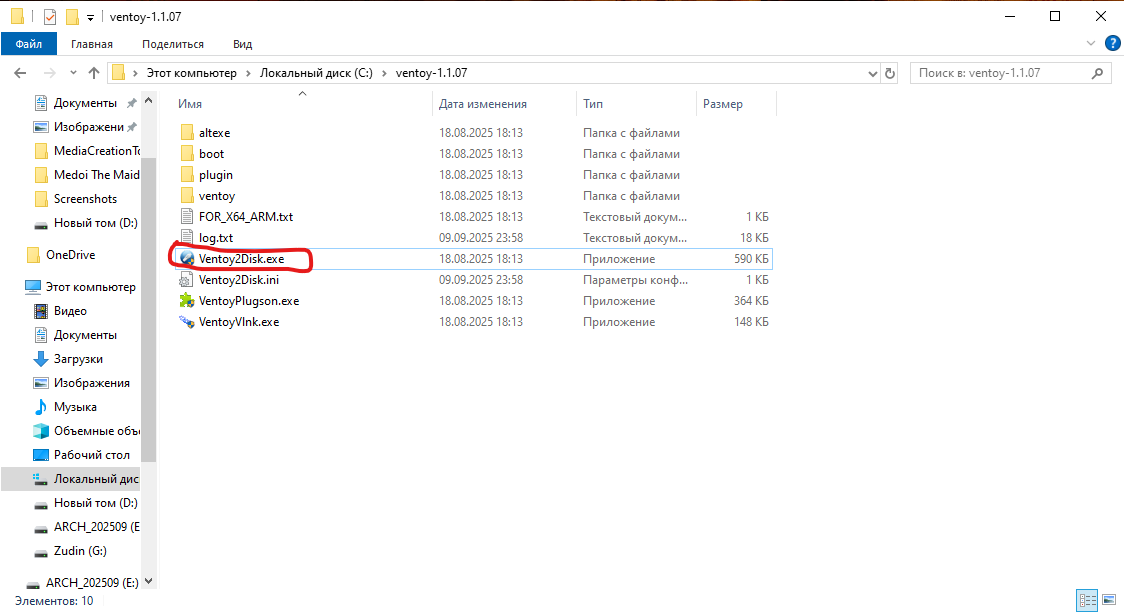 ventoy-1.1.07
Файл Главная Поделиться Вид
Этот компьютер Локальный диск (C:) ventoy-1.1.07 Поиск в: ventoy-1.1.07
Имя Дата изменения Тип Размер
Документы
Изображени
MediaCreationTo
Medoi The Maid
Screenshots
Новый том (D:)
OneDrive
Этот компьютер
Видео
Документы
Загрузки
Изображения
Музыка
Объемные объ
Рабочий стол
Локальный дис
Новый том (D:)
ARCH_202509 (E
Zudin (G:)
ARCH_202509 (E:)
altexe 18.08.2025 18:13 Папка с файлами
boot 18.08.2025 18:13 Папка с файлами
plugin 18.08.2025 18:13 Папка с файлами
ventoy 18.08.2025 18:13 Папка с файлами
FOR_X64_ARM.txt 18.08.2025 18:13 Текстовый докум... 1 КБ
log.txt 09.09.2025 23:58 Текстовый докум... 18 КБ
Ventoy2Disk.exe 18.08.2025 18:13 Приложение 590 КБ
Ventoy2Disk.ini 09.09.2025 23:58 Параметры конф... 1 КБ
VentoyPlugson.exe 18.08.2025 18:13 Приложение 364 КБ
VentoyVlnk.exe 18.08.2025 18:13 Приложение 148 КБ
Элементов: 10